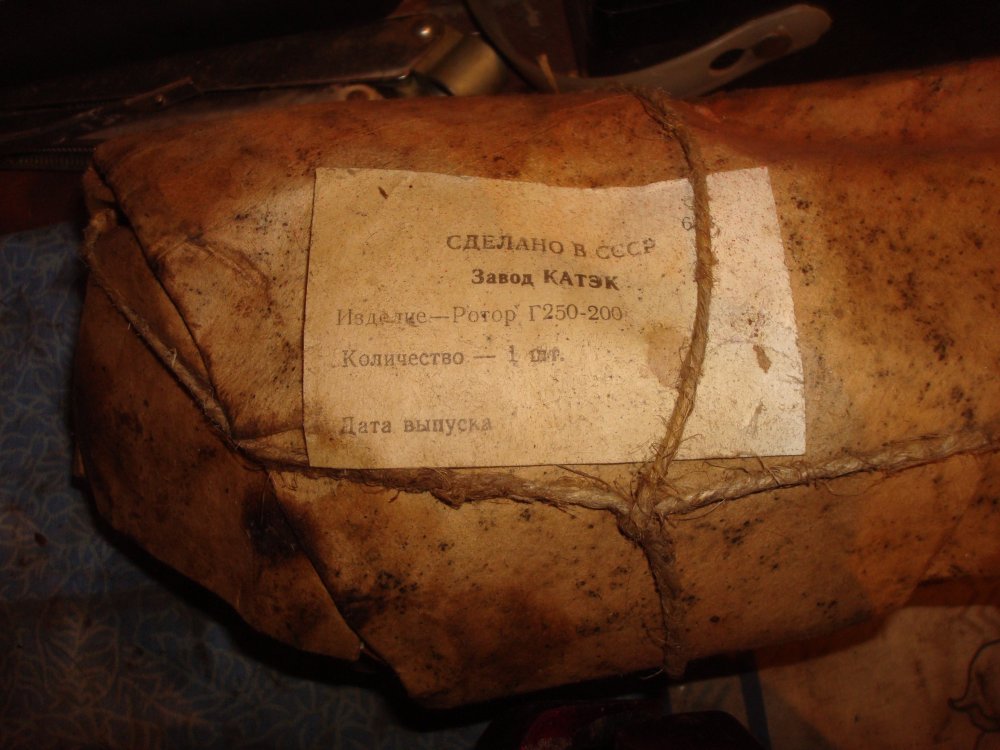 СДЕЛАНО В СССР
Завод КАТЭК
Изделие—Ротор Г250-200
Количество — 1 шт.
Дата выпуска